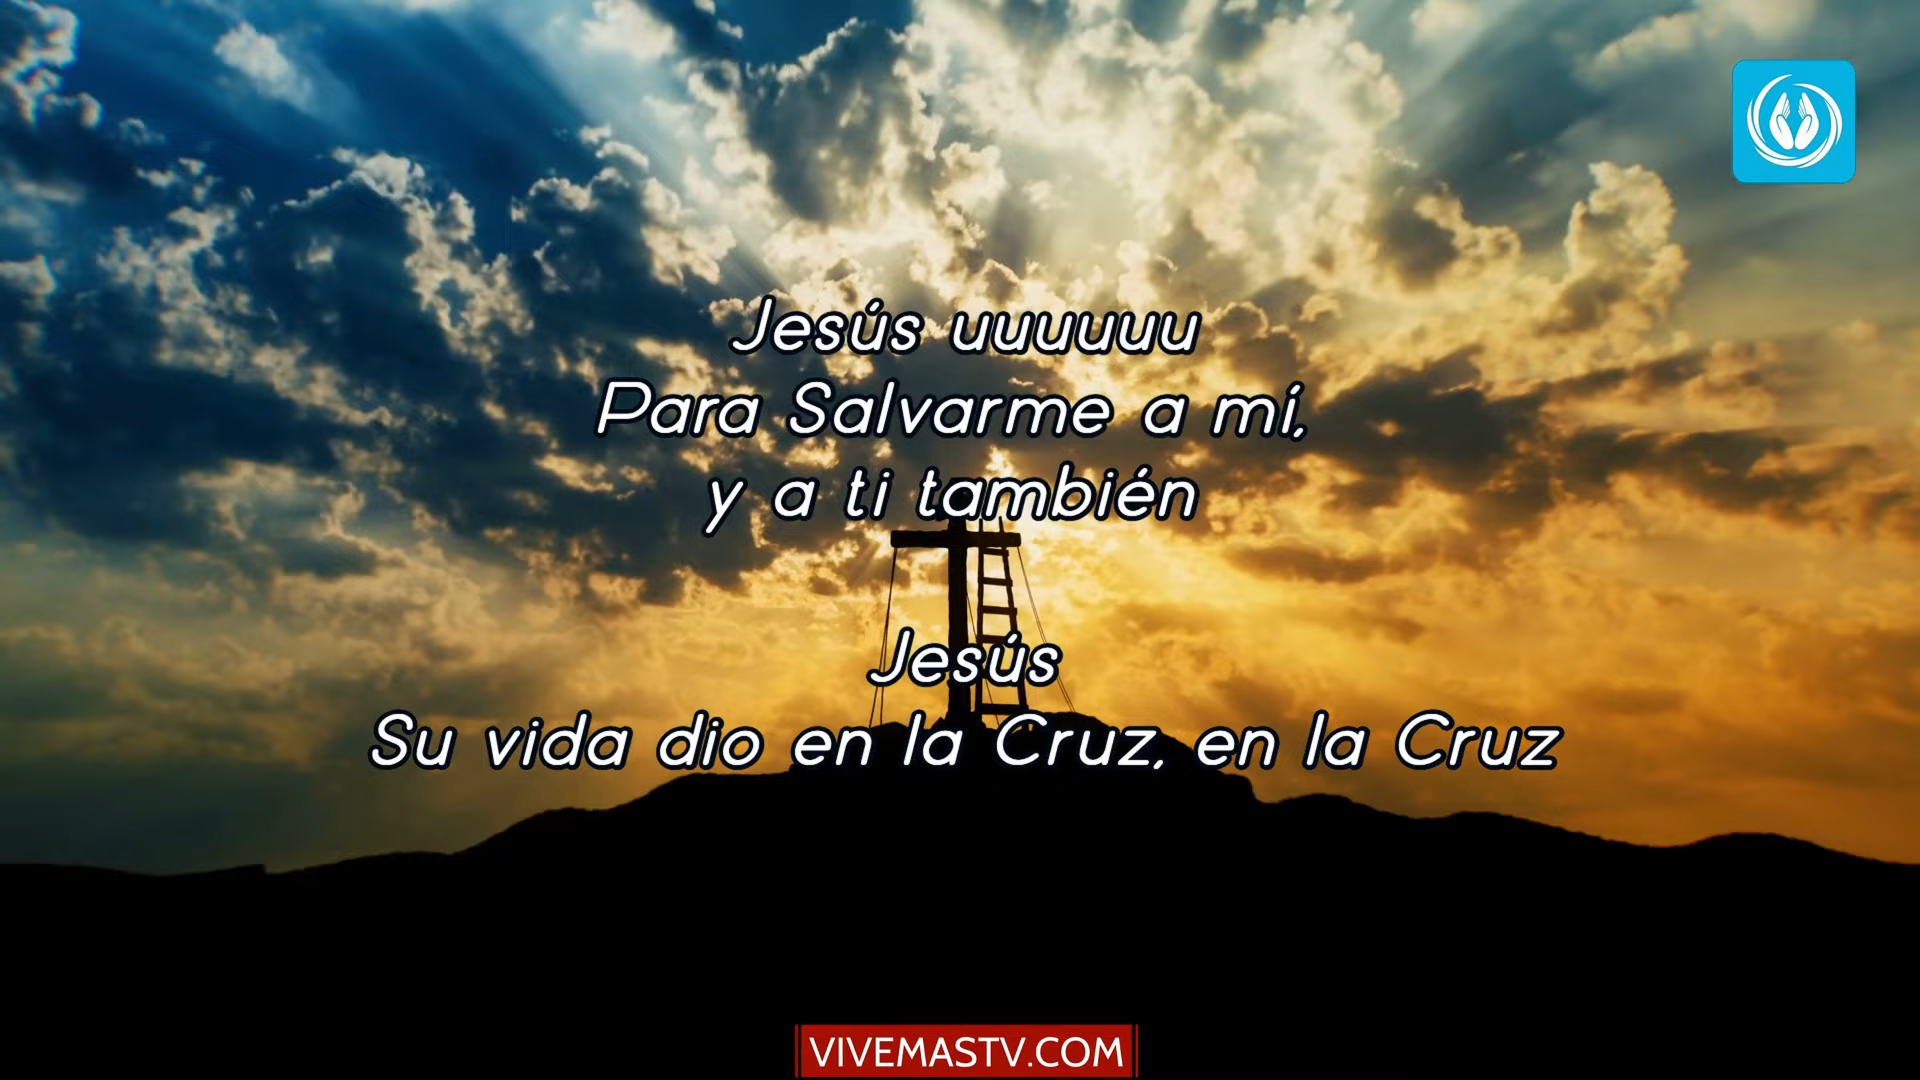 Jesús uuuuuu
Para Salvarme a mí,
y a ti también
Jesús
Su vida dio en la Cruz, en la Cruz
VIVEMASTV.COM